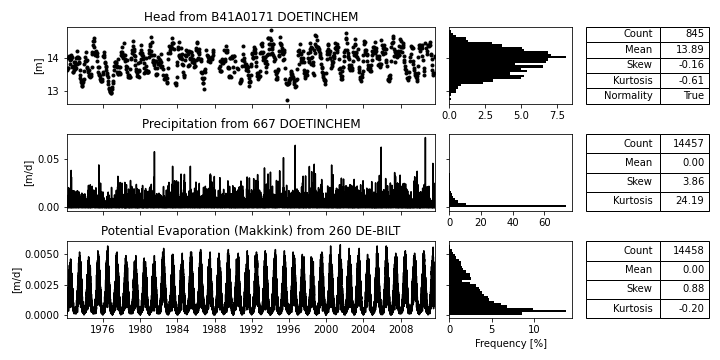 Head from B41A0171 DOETINCHEM
[m]
14
13
0.0 2.5 5.0 7.5
Count 845
Mean 13.89
Skew -0.16
Kurtosis -0.61
Normality True
Precipitation from 667 DOETINCHEM
[m/d]
0.05
0.00
0 20 40 60
Count 14457
Mean 0.00
Skew 3.86
Kurtosis 24.19
Potential Evaporation (Makkink) from 260 DE-BILT
[m/d]
0.0050
0.0025
0.0000
1976 1980 1984 1988 1992 1996 2000 2004 2008
0 5 10
Frequency [%]
Count 14458
Mean 0.00
Skew 0.88
Kurtosis -0.20